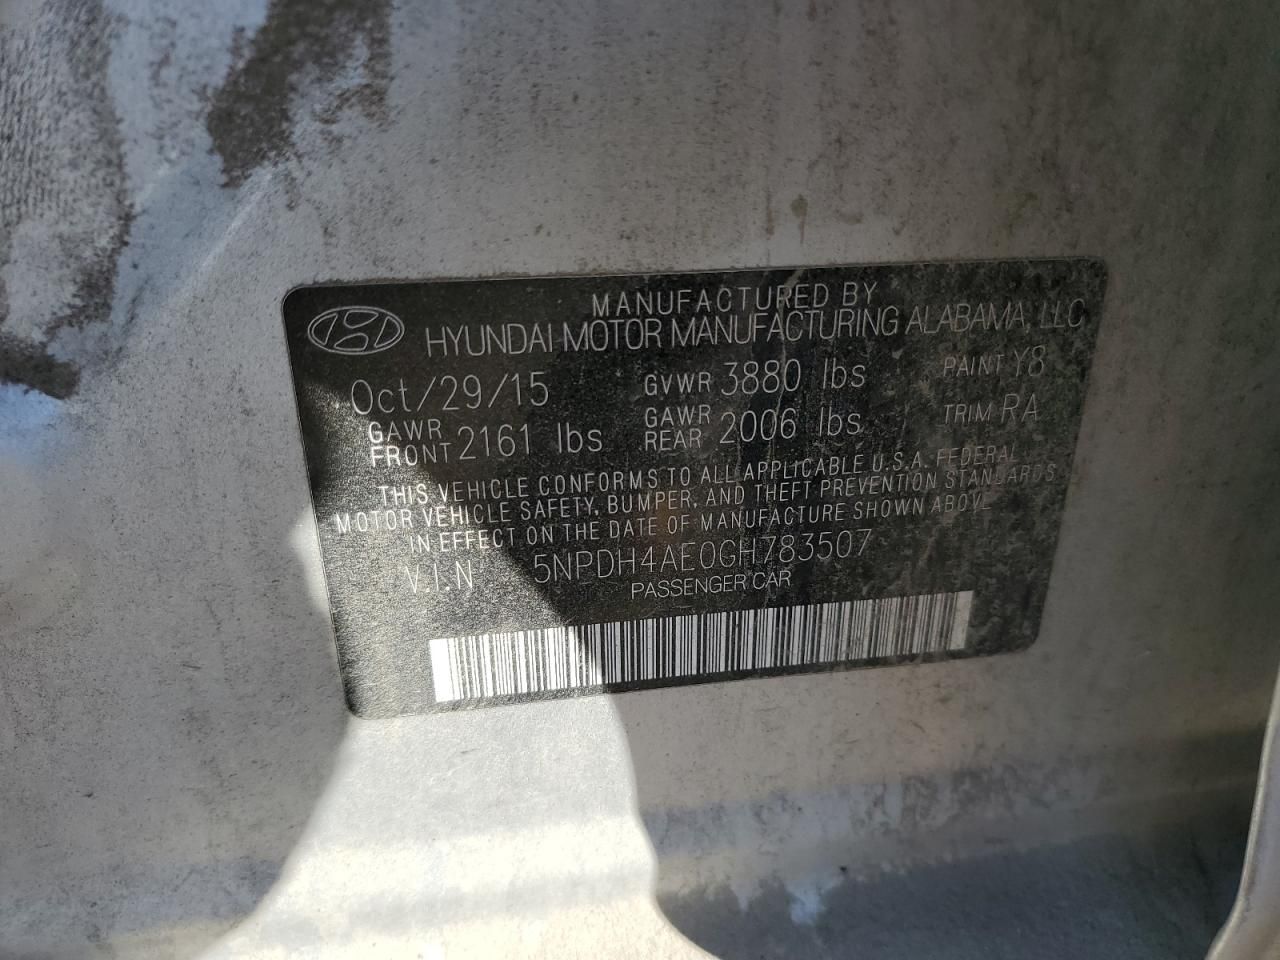 MANUFACTURED BY
HYUNDAI MOTOR MANUFACTURING ALABAMA, LLC
Oct/29/15 GVWR 3880 lbs PAINT Y8
GAWR FRONT 2161 lbs GAWR REAR 2006 lbs TRIM RA
THIS VEHICLE CONFORMS TO ALL APPLICABLE U.S.A. FEDERAL
MOTOR VEHICLE SAFETY, BUMPER, AND THEFT PREVENTION STANDARDS
IN EFFECT ON THE DATE OF MANUFACTURE SHOWN ABOVE
V.I.N 5NPDH4AE0GH783507
PASSENGER CAR